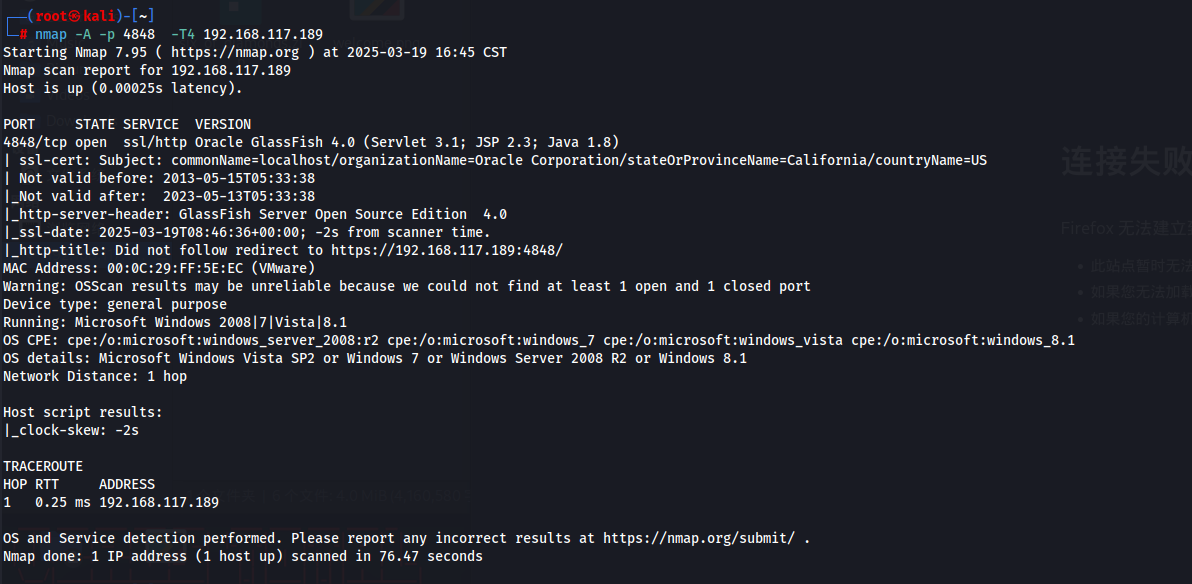 ┌──(root㉿kali)-[~]
└─# nmap -A -p 4848  -T4 192.168.117.189
Starting Nmap 7.95 ( https://nmap.org ) at 2025-03-19 16:45 CST
Nmap scan report for 192.168.117.189
Host is up (0.00025s latency).
PORT     STATE SERVICE  VERSION
4848/tcp open  ssl/http Oracle GlassFish 4.0 (Servlet 3.1; JSP 2.3; Java 1.8)
| ssl-cert: Subject: commonName=localhost/organizationName=Oracle Corporation/stateOrProvinceName=California/countryName=US
| Not valid before: 2013-05-15T05:33:38
|_Not valid after:  2023-05-13T05:33:38
|_http-server-header: GlassFish Server Open Source Edition  4.0
|_ssl-date: 2025-03-19T08:46:36+00:00; -2s from scanner time.
|_http-title: Did not follow redirect to https://192.168.117.189:4848/
MAC Address: 00:0C:29:FF:5E:EC (VMware)
Warning: OSScan results may be unreliable because we could not find at least 1 open and 1 closed port
Device type: general purpose
Running: Microsoft Windows 2008|7|Vista|8.1
OS CPE: cpe:/o:microsoft:windows_server_2008:r2 cpe:/o:microsoft:windows_7 cpe:/o:microsoft:windows_vista cpe:/o:microsoft:windows_8.1
OS details: Microsoft Windows Vista SP2 or Windows 7 or Windows Server 2008 R2 or Windows 8.1
Network Distance: 1 hop
Host script results:
|_clock-skew: -2s
TRACEROUTE
HOP RTT     ADDRESS
1   0.25 ms 192.168.117.189
OS and Service detection performed. Please report any incorrect results at https://nmap.org/submit/ .
Nmap done: 1 IP address (1 host up) scanned in 76.47 seconds
连接失败
Firefox 无法建立
此站点暂时无法
如果您无法加载
如果您的计算机